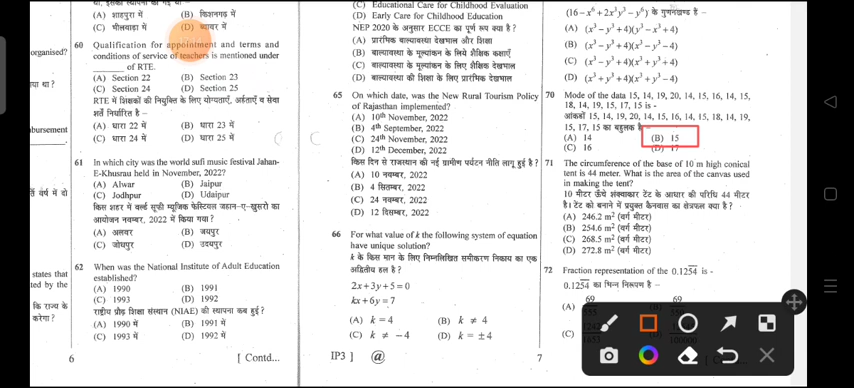 (A) शाहपुरा में (B) किशनगढ़ में
(C) भीलवाड़ा में (D) ब्यावर में
60 Qualification for appointment and terms and
conditions of service of teachers is mentioned under
______ of RTE.
(A) Section 22 (B) Section 23
(C) Section 24 (D) Section 25
RTE में शिक्षकों की नियुक्ति के लिए योग्यताएँ, अर्हताएँ व सेवा
शर्तें निर्धारित है –
(A) धारा 22 में (B) धारा 23 में
(C) धारा 24 में (D) धारा 25 में
61 In which city was the world sufi music festival Jahan-
E-Khusrau held in November, 2022?
(A) Alwar (B) Jaipur
(C) Jodhpur (D) Udaipur
किस शहर में वर्ल्ड सूफी म्यूजिक फेस्टिवल जहान-ए-खुसरो का
आयोजन नवम्बर, 2022 में किया गया?
(A) अलवर (B) जयपुर
(C) जोधपुर (D) उदयपुर
62 When was the National Institute of Adult Education
established?
(A) 1990 (B) 1991
(C) 1993 (D) 1992
राष्ट्रीय प्रौढ़ शिक्षा संस्थान (NIAE) की स्थापना कब हुई?
(A) 1990 में (B) 1991 में
(C) 1993 में (D) 1992 में
6 [ Contd...
organised?
या था?
bursement
र्ति वर्ष में दो
states that
ted by the
कि राज्य के
करेगा?
(C) Educational Care for Childhood Evaluation
(D) Early Care for Childhood Education
NEP 2020 के अनुसार ECCE का पूर्ण रूप क्या है?
(A) प्रारंभिक बाल्यावस्था देखभाल और शिक्षा
(B) बाल्यावस्था के मूल्यांकन के लिये शैक्षिक कक्षाएँ
(C) बाल्यावस्था के मूल्यांकन के लिए शैक्षिक देखभाल
(D) बाल्यावस्था की शिक्षा के लिए प्रारंभिक देखभाल
65 On which date, was the New Rural Tourism Policy
of Rajasthan implemented?
(A) 10th November, 2022
(B) 4th September, 2022
(C) 24th November, 2022
(D) 12th December, 2022
किस दिन से राजस्थान की नई ग्रामीण पर्यटन नीति लागू हुई है?
(A) 10 नवम्बर, 2022
(B) 4 सितम्बर, 2022
(C) 24 नवम्बर, 2022
(D) 12 दिसम्बर, 2022
66 For what value of k the following system of equation
have unique solution?
k के किस मान के लिए निम्नलिखित समीकरण निकाय का एक
अद्वितीय हल है?
2x+3y+5=0
kx+6y=7
(A) k = 4 (B) k ≠ 4
(C) k ≠ −4 (D) k = ±4
IP3 ] @ 7
(16−x⁶+2x³y³−y⁶) के गुणनखण्ड हैं –
(A) (x³−y³+4)(y³−x³+4)
(B) (x³−y³+4)(x³−y³−4)
(C) (x³−y³+4)(x³+y³−4)
(D) (x³+y³+4)(x³+y³−4)
70 Mode of the data 15, 14, 19, 20, 14, 15, 16, 14, 15,
18, 14, 19, 15, 17, 15 is -
आंकड़ों 15, 14, 19, 20, 14, 15, 16, 14, 15, 18, 14, 19,
15, 17, 15 का बहुलक है
(A) 14 (B) 15
(C) 16 (D) 17
71 The circumference of the base of 10 m high conical
tent is 44 meter. What is the area of the canvas used
in making the tent?
10 मीटर ऊँचे शंक्वाकार टेंट के आधार की परिधि 44 मीटर
है। टेंट को बनाने में प्रयुक्त कैनवास का क्षेत्रफल क्या है?
(A) 246.2 m² (वर्ग मीटर)
(B) 254.6 m² (वर्ग मीटर)
(C) 268.5 m² (वर्ग मीटर)
(D) 272.8 m² (वर्ग मीटर)
72 Fraction representation of the 0.1254̅ is -
0.1254̅ का भिन्न निरूपण है –
(A) 69 69
(C)